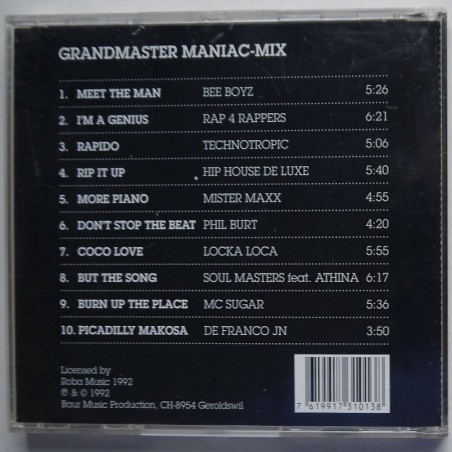 GRANDMASTER MANIAC-MIX
1. MEET THE MAN BEE BOYZ 5:26
2. I'M A GENIUS RAP 4 RAPPERS 6:21
3. RAPIDO TECHNOTROPIC 5:06
4. RIP IT UP HIP HOUSE DE LUXE 5:40
5. MORE PIANO MISTER MAXX 4:55
6. DON'T STOP THE BEAT PHIL BURT 4:20
7. COCO LOVE LOCKA LOCA 5:55
8. BUT THE SONG SOUL MASTERS feat. ATHINA 6:17
9. BURN UP THE PLACE MC SUGAR 5:36
10. PICADILLY MAKOSA DE FRANCO JN 3:50
Licensed by
Roba Music 1992
℗ & © 1992
Baur Music Production, CH-8954 Geroldswil
7 619917 310138